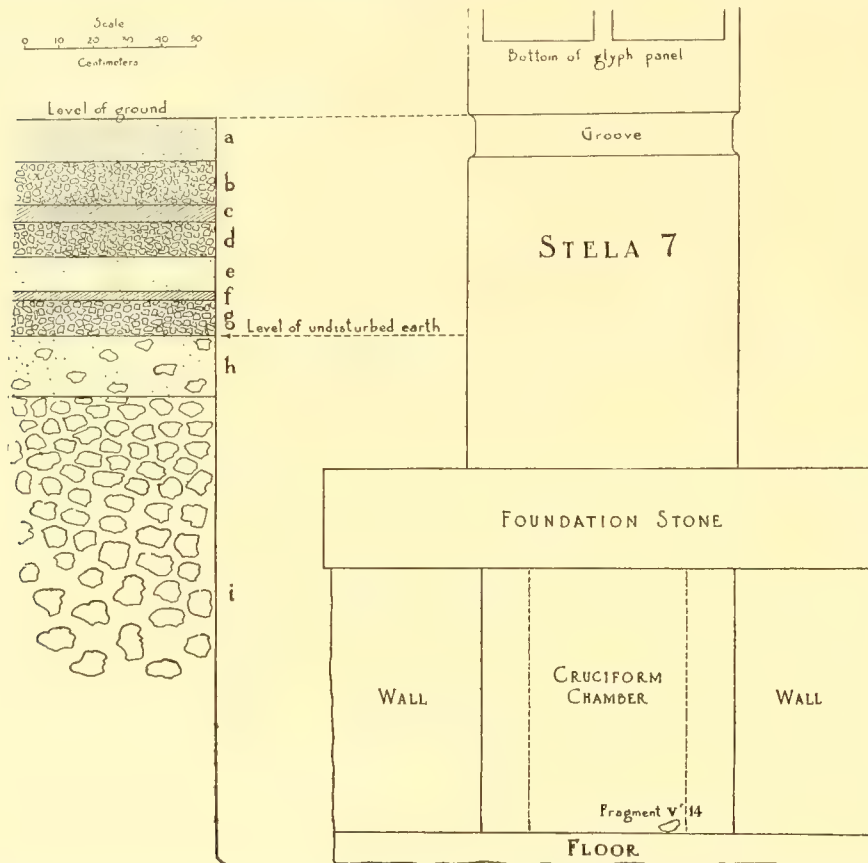 Scale
0 10 20 30 40 50
Centimeters
Bottom of glyph panel
Level of ground
a
Groove
b
c
d
STELA 7
e
f
g
Level of undisturbed earth
h
FOUNDATION STONE
i
WALL
CRUCIFORM
CHAMBER
WALL
Fragment V'14
FLOOR